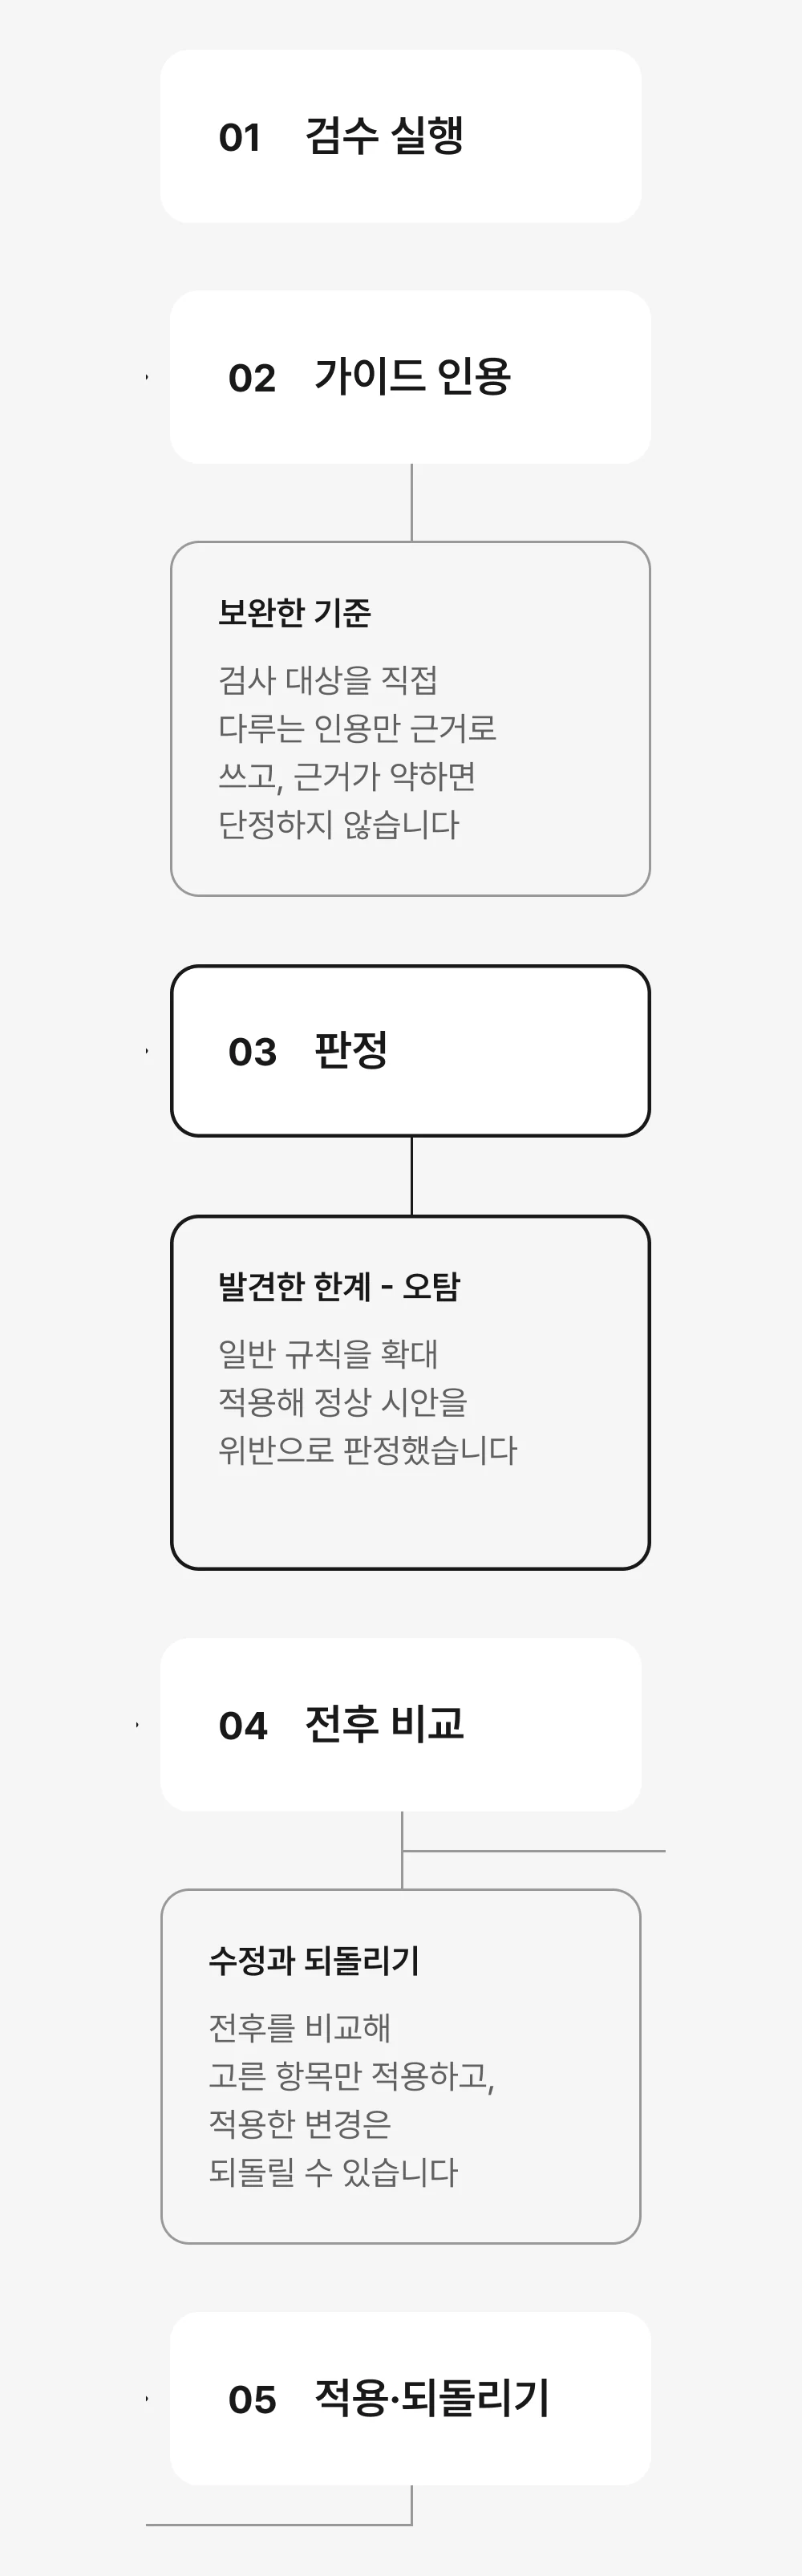 01 검수 실행
02 가이드 인용
보완한 기준
검사 대상을 직접
다루는 인용만 근거로
쓰고, 근거가 약하면
단정하지 않습니다
03 판정
발견한 한계 - 오탐
일반 규칙을 확대
적용해 정상 시안을
위반으로 판정했습니다
04 전후 비교
수정과 되돌리기
전후를 비교해
고른 항목만 적용하고,
적용한 변경은
되돌릴 수 있습니다
05 적용·되돌리기